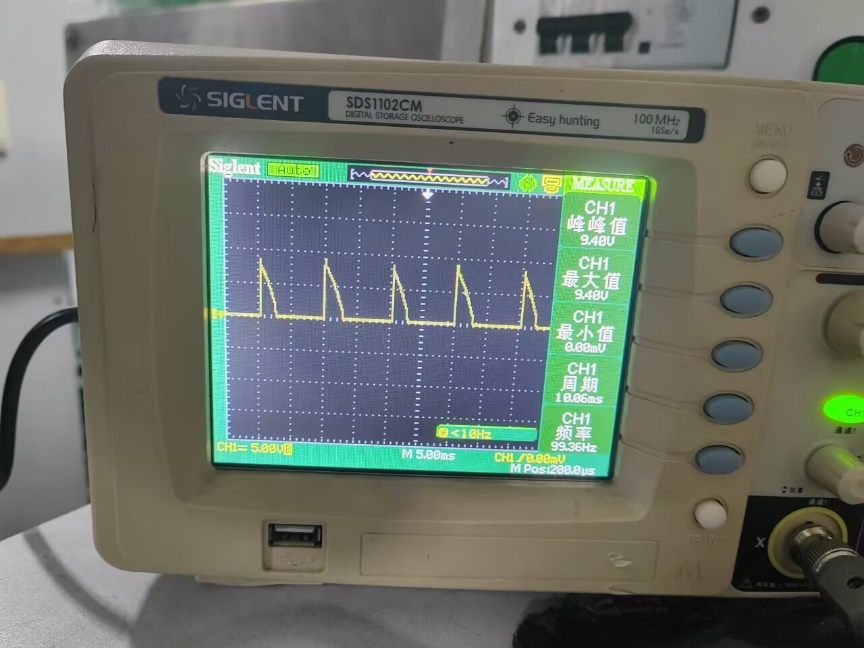 SIGLENT
SDS1102CM
DIGITAL STORAGE OSCILLOSCOPE
Easy hunting
100 MHz
1GSa/s
MENU
Siglent
Auto
MEASURE
CH1
峰峰值
9.40V
CH1
最大值
9.40V
CH1
最小值
0.00mV
CH1
周期
10.06ms
CH1
频率
99.36Hz
<10Hz
CH1= 5.00V
M 5.00ms
CH1 /0.00mV
M Pos:200.0µs
CH1
X